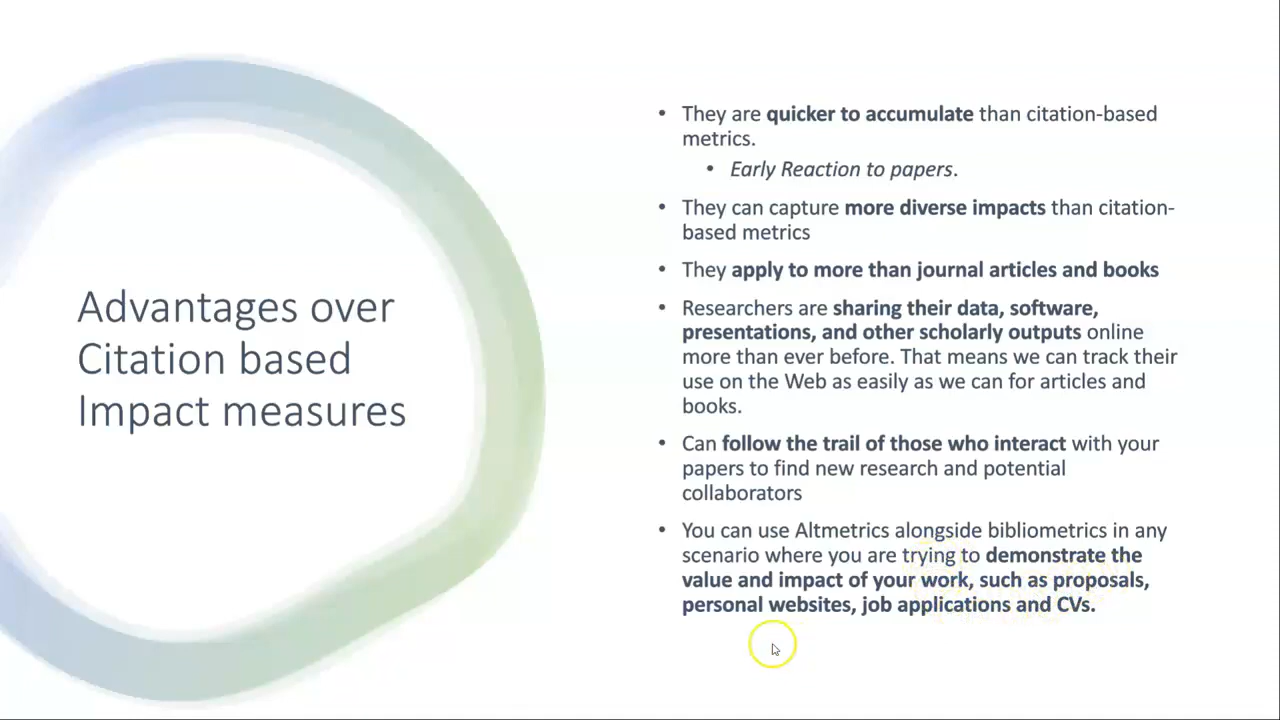 Advantages over
Citation based
Impact measures
• They are quicker to accumulate than citation-based
metrics.
• Early Reaction to papers.
• They can capture more diverse impacts than citation-
based metrics
• They apply to more than journal articles and books
• Researchers are sharing their data, software,
presentations, and other scholarly outputs online
more than ever before. That means we can track their
use on the Web as easily as we can for articles and
books.
• Can follow the trail of those who interact with your
papers to find new research and potential
collaborators
• You can use Altmetrics alongside bibliometrics in any
scenario where you are trying to demonstrate the
value and impact of your work, such as proposals,
personal websites, job applications and CVs.